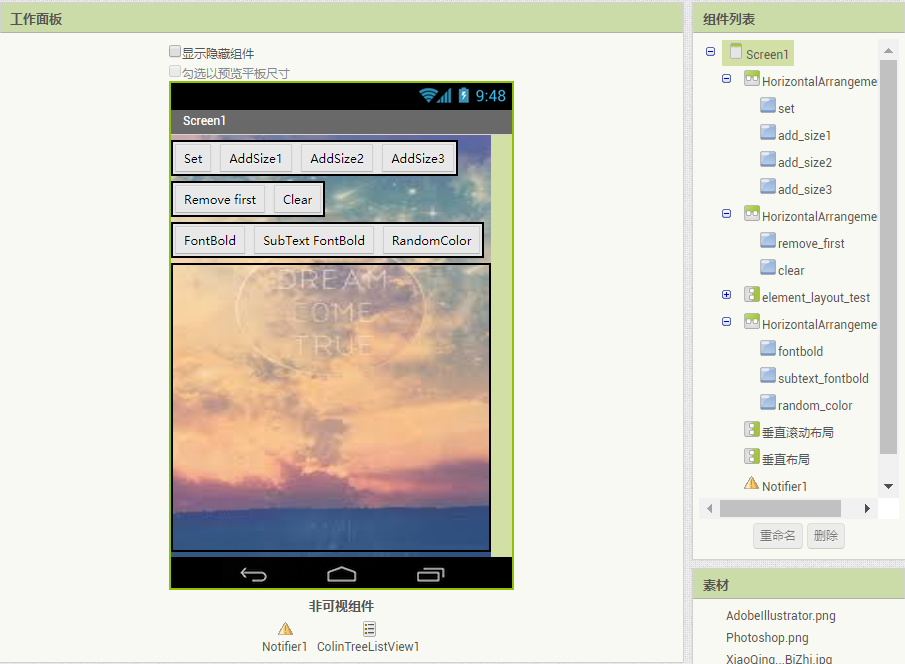 工作面板
显示隐藏组件
勾选以预览平板尺寸
9:48
Screen1
Set AddSize1 AddSize2 AddSize3
Remove first Clear
FontBold SubText FontBold RandomColor
DREAM
COME
TRUE
非可视组件
Notifier1 ColinTreeListView1
组件列表
Screen1
HorizontalArrangeme
set
add_size1
add_size2
add_size3
HorizontalArrangeme
remove_first
clear
element_layout_test
HorizontalArrangeme
fontbold
subtext_fontbold
random_color
垂直滚动布局
垂直布局
Notifier1
重命名 删除
素材
AdobeIllustrator.png
Photoshop.png
XiaoQing...BiZhi.jpg